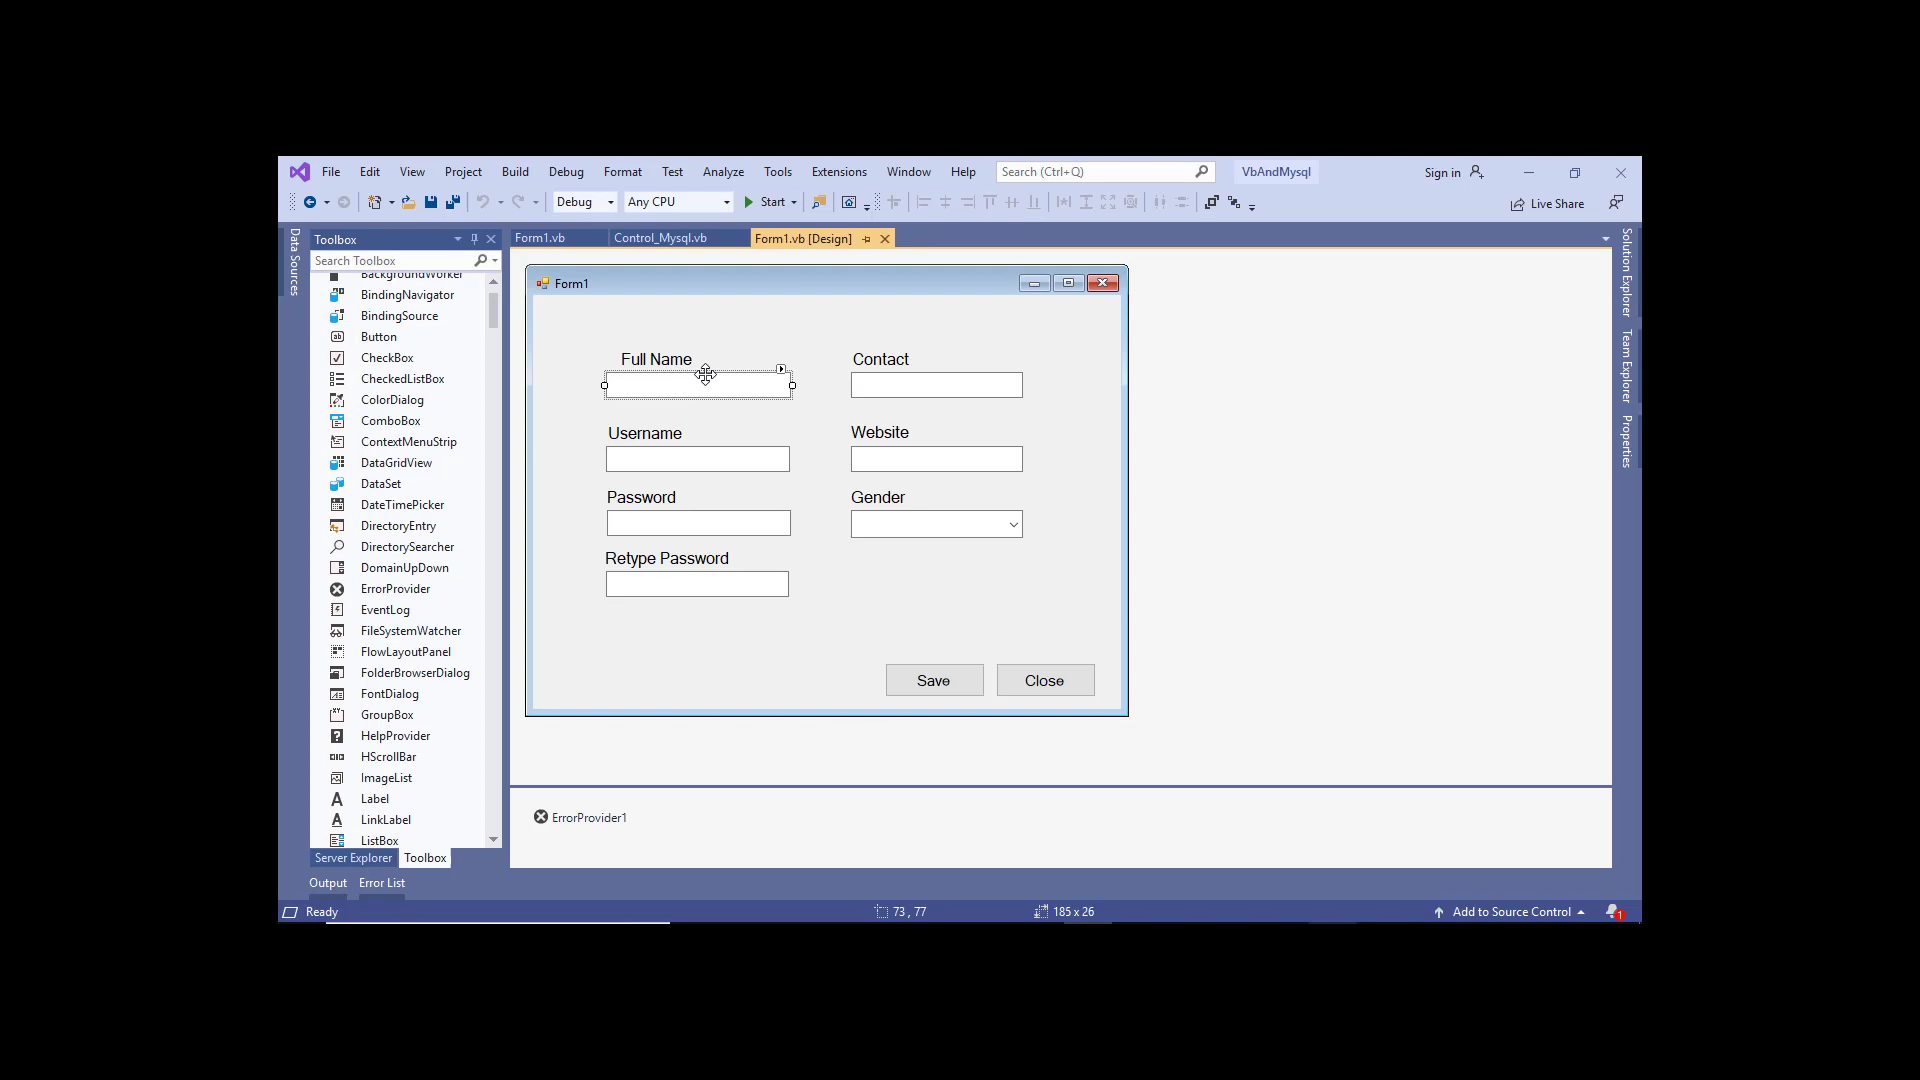 File Edit View Project Build Debug Format Test Analyze Tools Extensions Window Help Search (Ctrl+Q) VbAndMysql Sign in
Debug Any CPU Start Live Share
Data Sources
Toolbox
Search Toolbox
BackgroundWorker
BindingNavigator
BindingSource
Button
CheckBox
CheckedListBox
ColorDialog
ComboBox
ContextMenuStrip
DataGridView
DataSet
DateTimePicker
DirectoryEntry
DirectorySearcher
DomainUpDown
ErrorProvider
EventLog
FileSystemWatcher
FlowLayoutPanel
FolderBrowserDialog
FontDialog
GroupBox
HelpProvider
HScrollBar
ImageList
Label
LinkLabel
ListBox
Server Explorer Toolbox
Form1.vb Control_Mysql.vb Form1.vb [Design]
Form1
Full Name Contact
Username Website
Password Gender
Retype Password
Save Close
ErrorProvider1
Solution Explorer
Team Explorer
Properties
Output Error List
Ready 73 , 77 185 x 26 Add to Source Control 1